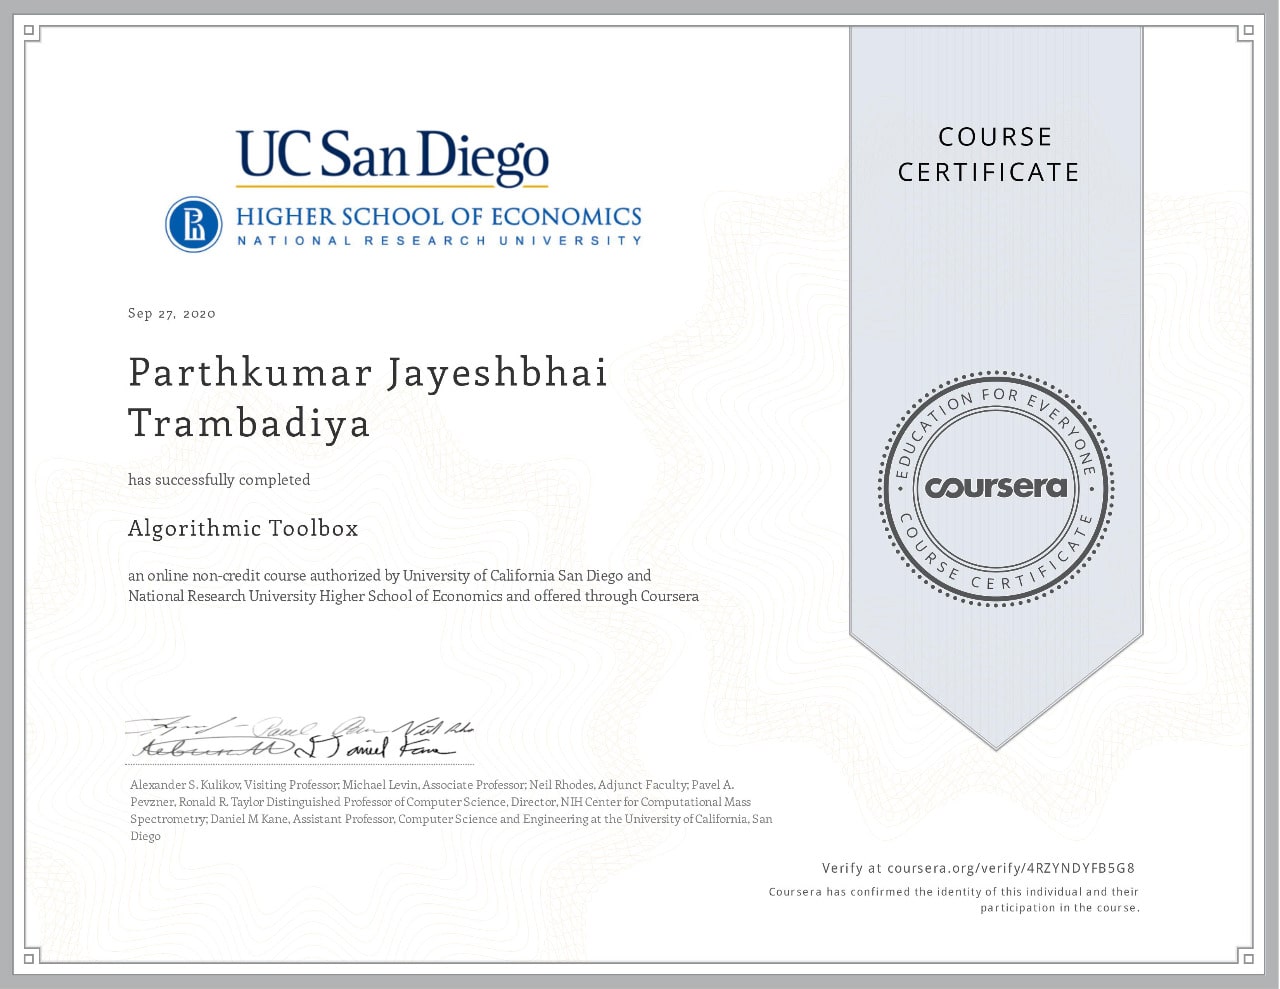 UC San Diego
HIGHER SCHOOL OF ECONOMICS
NATIONAL RESEARCH UNIVERSITY
COURSE
CERTIFICATE
Sep 27, 2020
Parthkumar Jayeshbhai
Trambadiya
has successfully completed
Algorithmic Toolbox
an online non-credit course authorized by University of California San Diego and
National Research University Higher School of Economics and offered through Coursera
EDUCATION FOR EVERYONE
coursera
COURSE CERTIFICATE
Alexander S. Kulikov, Visiting Professor; Michael Levin, Associate Professor; Neil Rhodes, Adjunct Faculty; Pavel A.
Pevzner, Ronald R. Taylor Distinguished Professor of Computer Science, Director, NIH Center for Computational Mass
Spectrometry; Daniel M Kane, Assistant Professor, Computer Science and Engineering at the University of California, San
Diego
Verify at coursera.org/verify/4RZYNDYFB5G8
Coursera has confirmed the identity of this individual and their
participation in the course.